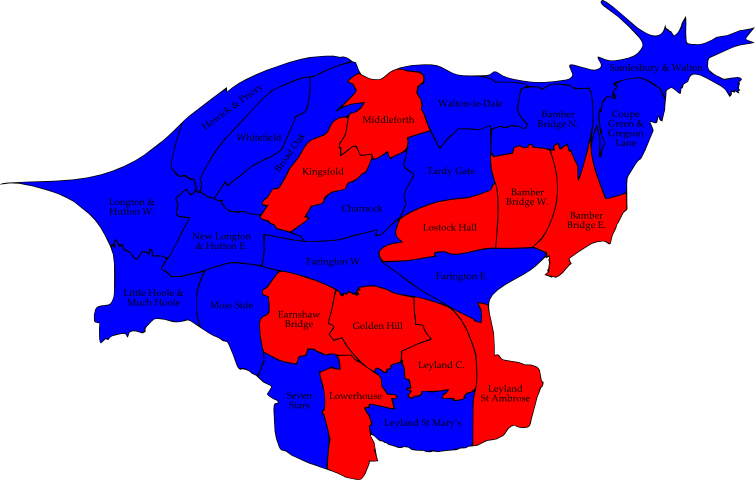 Samlesbury & Walton
Howick & Priory
Walton-le-Dale
Bamber
Bridge N.
Coupe
Green &
Gregson
Lane
Middleforth
Whitefield
Broad Oak
Kingsfold
Tardy Gate
Bamber
Bridge W.
Longton &
Hutton W.
Charnock
Bamber
Bridge E.
Lostock Hall
New Longton
& Hutton E.
Farington W.
Farington E.
Little Hoole &
Much Hoole
Moss Side
Earnshaw
Bridge
Golden Hill
Leyland C.
Leyland
St Ambrose
Seven
Stars
Lowerhouse
Leyland St Mary's